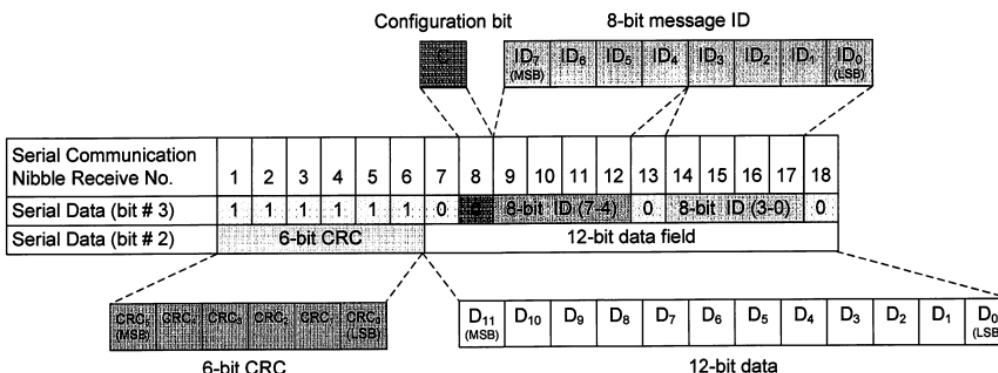 Configuration bit 8-bit message ID
C ID7 (MSB) ID6 ID5 ID4 ID3 ID2 ID1 ID0 (LSB)
Serial Communication Nibble Receive No. 1 2 3 4 5 6 7 8 9 10 11 12 13 14 15 16 17 18
Serial Data (bit # 3) 1 1 1 1 1 1 0 0 8-bit ID (7-4) 0 8-bit ID (3-0) 0
Serial Data (bit # 2) 6-bit CRC 12-bit data field
CRC5 (MSB) CRC4 CRC3 CRC2 CRC1 CRC0 (LSB) D11 (MSB) D10 D9 D8 D7 D6 D5 D4 D3 D2 D1 D0 (LSB)
6-bit CRC 12-bit data